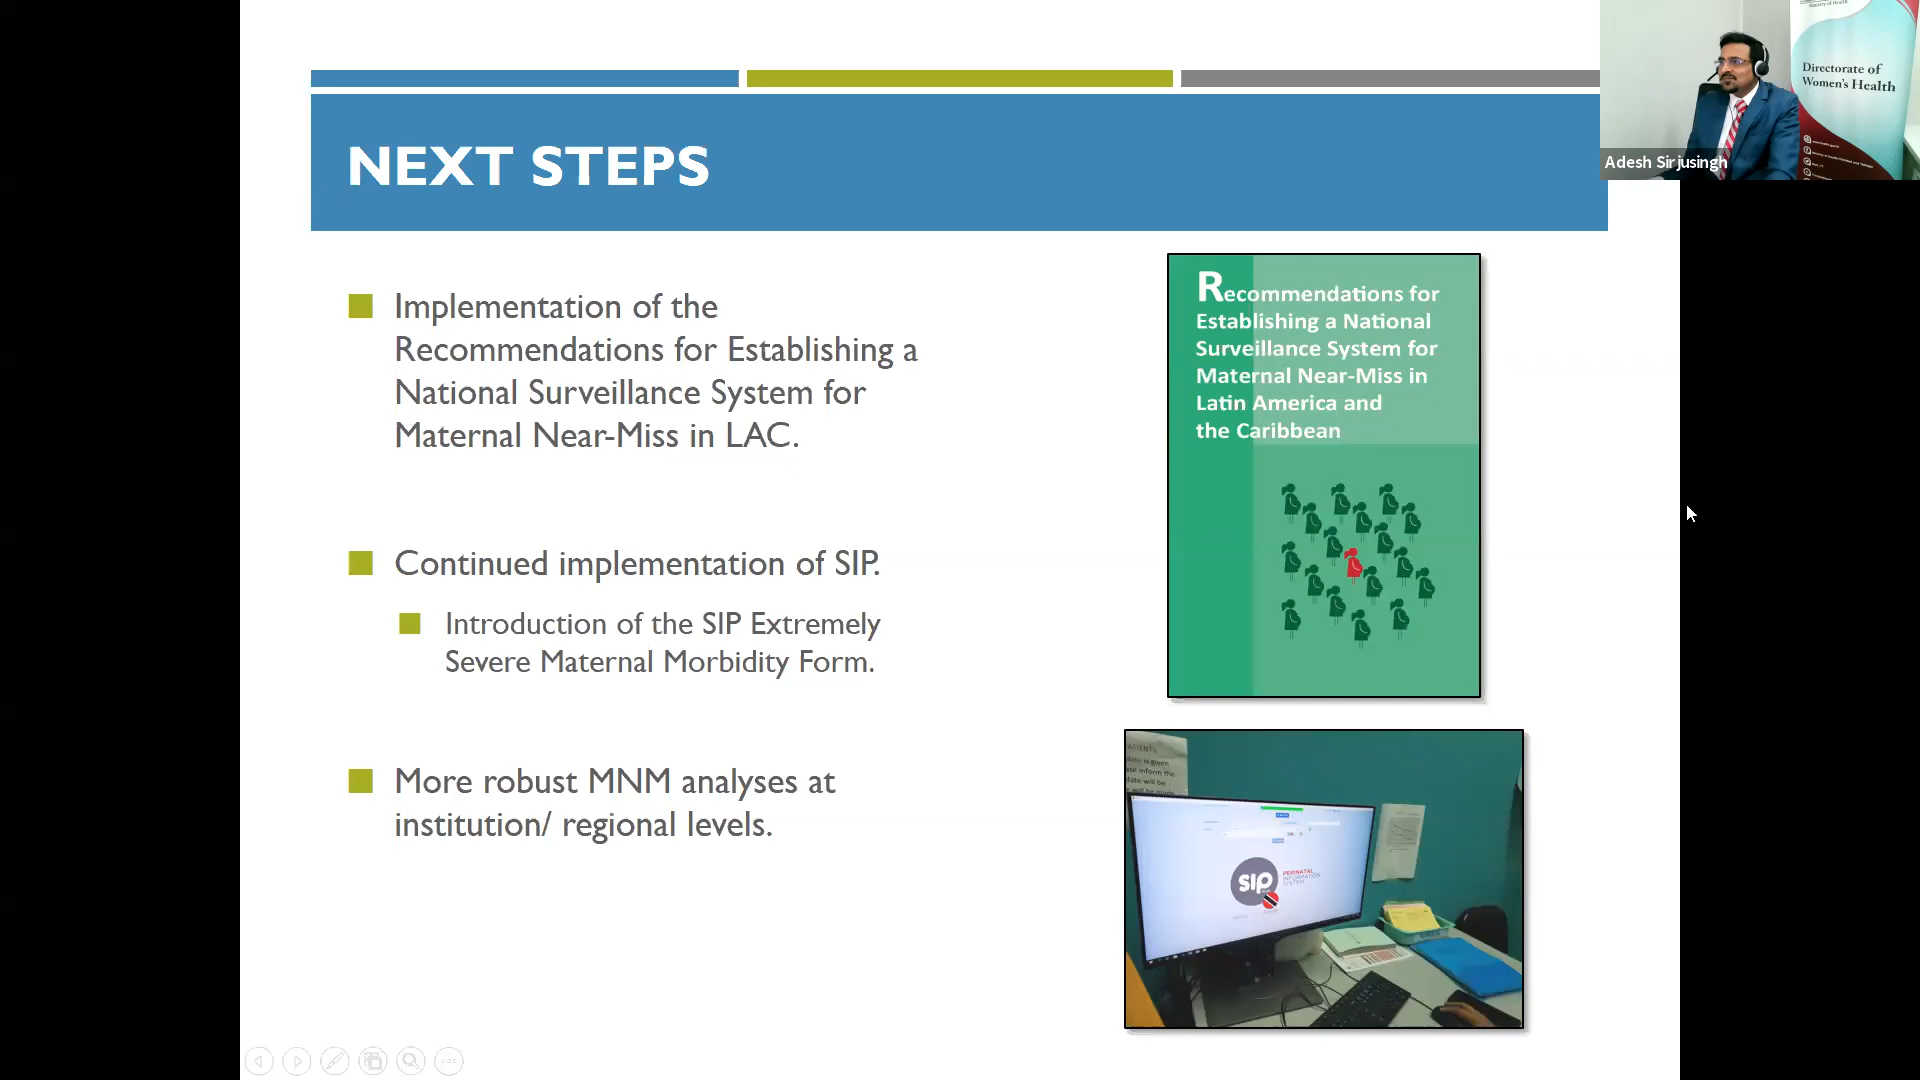 NEXT STEPS
Implementation of the
Recommendations for Establishing a
National Surveillance System for
Maternal Near-Miss in LAC.
Continued implementation of SIP.
Introduction of the SIP Extremely
Severe Maternal Morbidity Form.
More robust MNM analyses at
institution/ regional levels.
Recommendations for
Establishing a National
Surveillance System for
Maternal Near-Miss in
Latin America and
the Caribbean
sip
PERINATAL
INFORMATION
SYSTEM
Ministry of Health
Directorate of
Women's Health
Adesh Sirjusingh